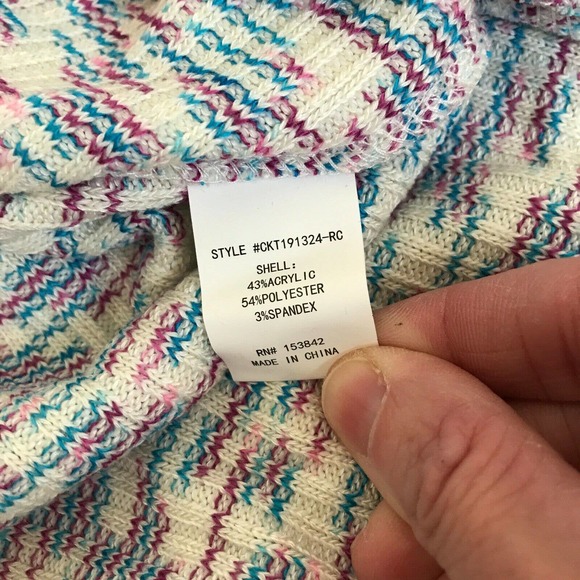 STYLE #CKT191324-RC
SHELL:
43%ACRYLIC
54%POLYESTER
3%SPANDEX
RN# 153842
MADE IN CHINA